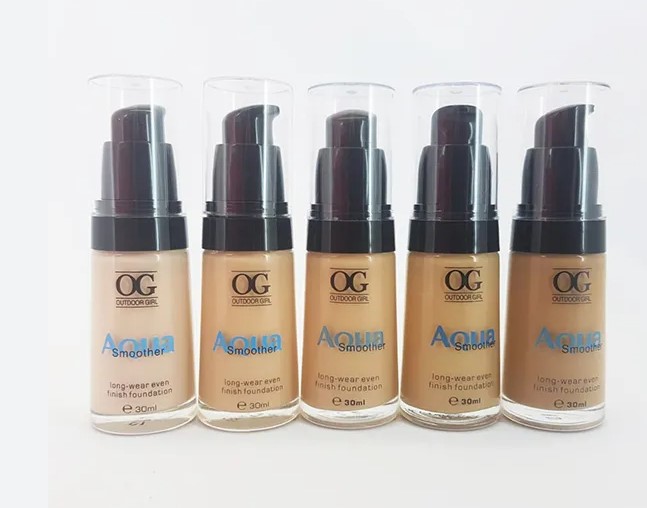 OG
OUTDOOR GIRL
Aqua
Smoother
long-wear even
finish foundation
e 30ml
OG
OUTDOOR GIRL
Aqua
Smoother
long-wear even
finish foundation
e 30ml
OG
OUTDOOR GIRL
Aqua
Smoother
long-wear even
finish foundation
e 30ml
OG
OUTDOOR GIRL
Aqua
Smoother
long-wear even
finish foundation
e 30ml
OG
OUTDOOR GIRL
Aqua
Smoother
long-wear even
finish foundation
e 30ml